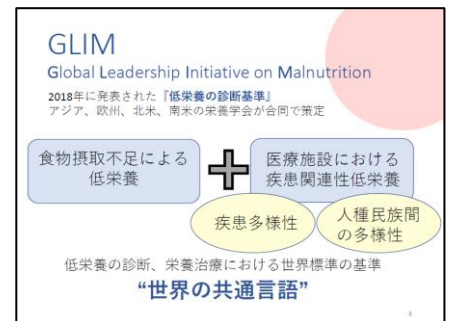 GLIM
Global Leadership Initiative on Malnutrition
2018年に発表された『低栄養の診断基準』
アジア、欧州、北米、南米の栄養学会が合同で策定
食物摂取不足による
低栄養
医療施設における
疾患関連性低栄養
疾患多様性
人種民族間
の多様性
低栄養の診断、栄養治療における世界標準の基準
“世界の共通言語”
3